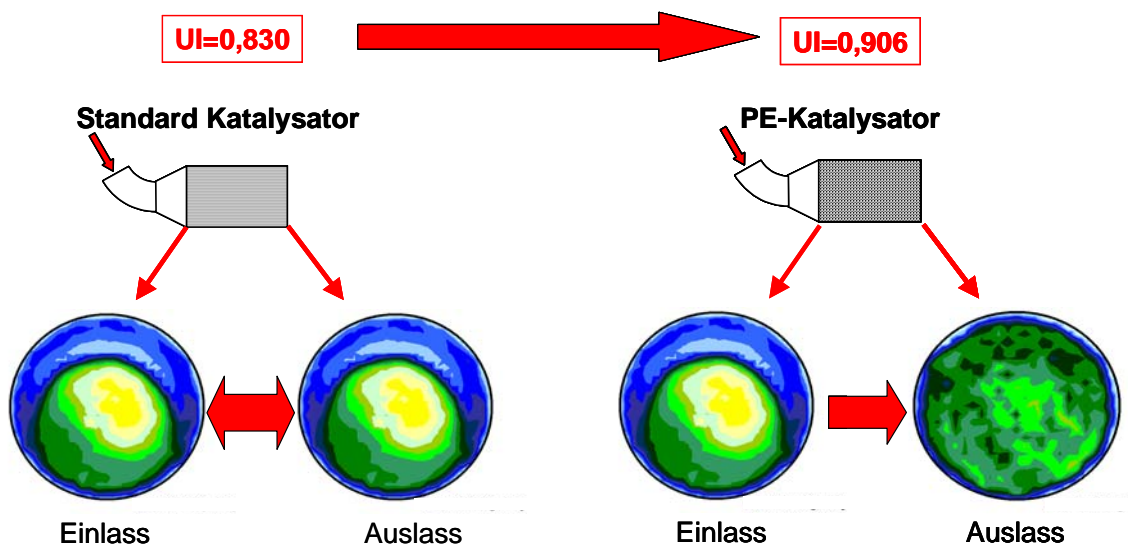 UI=0,830
UI=0,906
Standard Katalysator
PE-Katalysator
Einlass
Auslass
Einlass
Auslass